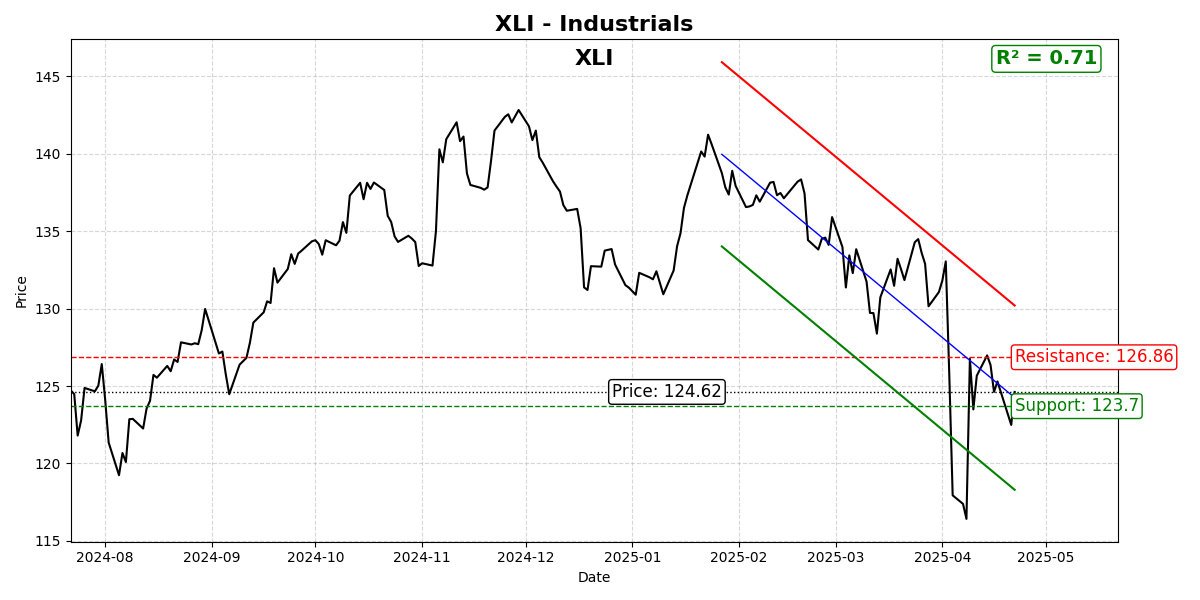 XLI - Industrials
XLI
R² = 0.71
145
140
135
130
125
120
115
Price
Resistance: 126.86
Price: 124.62
Support: 123.7
2024-08 2024-09 2024-10 2024-11 2024-12 2025-01 2025-02 2025-03 2025-04 2025-05
Date